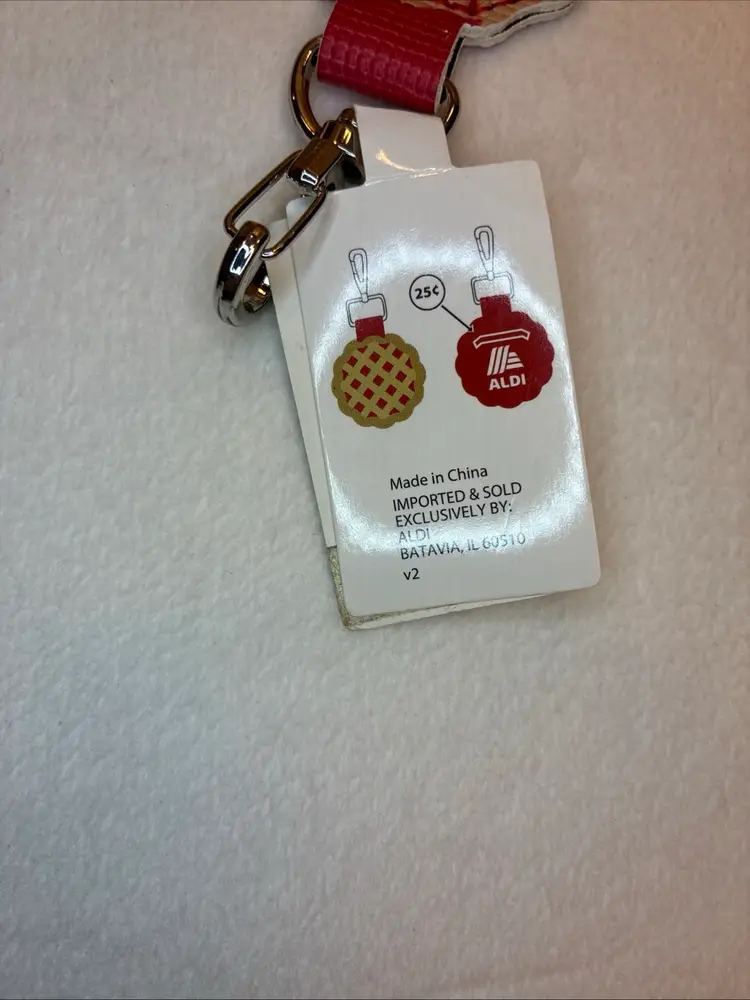 25¢
ALDI
Made in China
IMPORTED & SOLD
EXCLUSIVELY BY:
ALDI
BATAVIA, IL 60510
v2